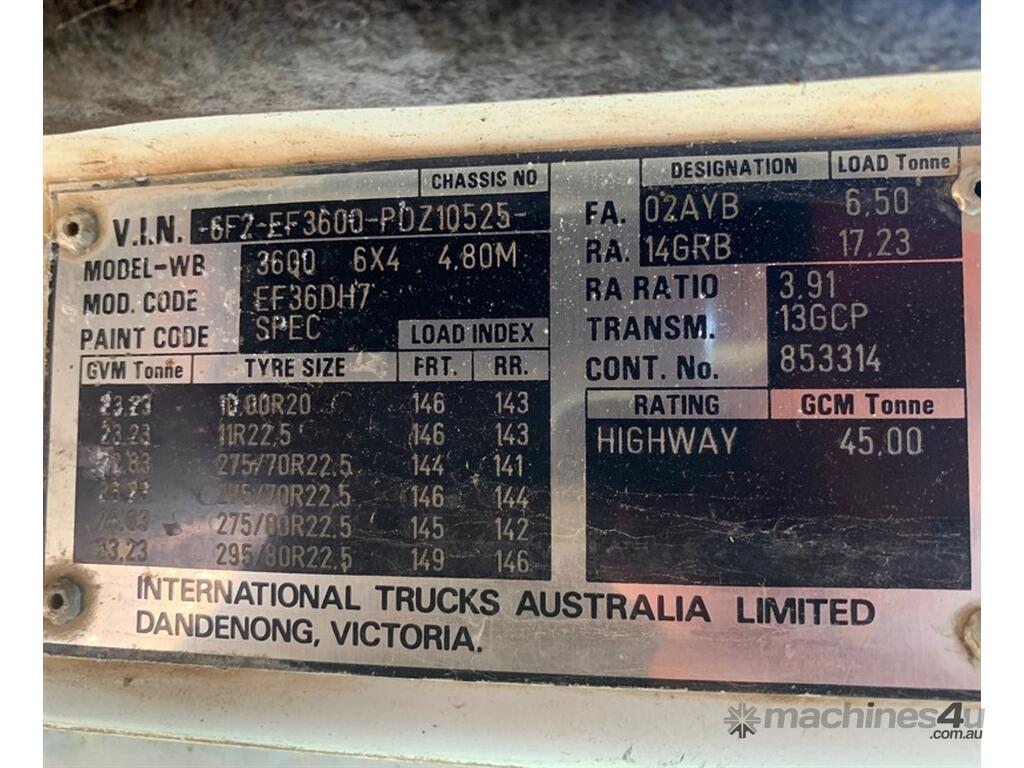 CHASSIS NO
V.I.N. -6F2-EF3600-PDZ10525-
MODEL-WB 3600 6X4 4.80M
MOD. CODE EF36DH7
PAINT CODE SPEC LOAD INDEX
GVM Tonne TYRE SIZE FRT. RR.
23.23 10.00R20 146 143
23.23 11R22.5 146 143
275/70R22.5 144 141
70R22.5 146 144
275/80R22.5 145 142
23.23 295/80R22.5 149 146
DESIGNATION LOAD Tonne
FA. 02AYB 6.50
RA. 14GRB 17.23
RA RATIO 3.91
TRANSM. 13GCP
CONT. No. 853314
RATING GCM Tonne
HIGHWAY 45.00
INTERNATIONAL TRUCKS AUSTRALIA LIMITED
DANDENONG, VICTORIA.
machines4u
.com.au